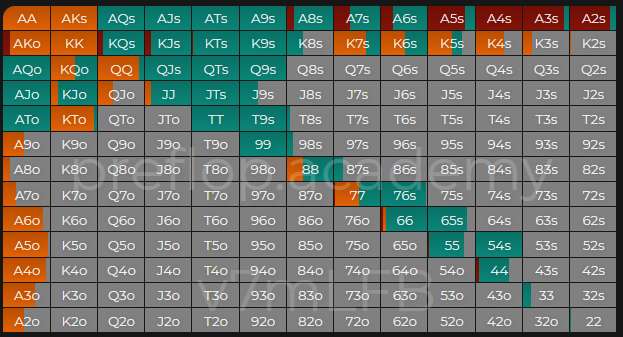 AA AKs AQs AJs ATs A9s A8s A7s A6s A5s A4s A3s A2s
AKo KK KQs KJs KTs K9s K8s K7s K6s K5s K4s K3s K2s
AQo KQo QQ QJs QTs Q9s Q8s Q7s Q6s Q5s Q4s Q3s Q2s
AJo KJo QJo JJ JTs J9s J8s J7s J6s J5s J4s J3s J2s
ATo KTo QTo JTo TT T9s T8s T7s T6s T5s T4s T3s T2s
A9o K9o Q9o J9o T9o 99 98s 97s 96s 95s 94s 93s 92s
A8o K8o Q8o J8o T8o 98o 88 87s 86s 85s 84s 83s 82s
preflop.academy
A7o K7o Q7o J7o T7o 97o 87o 77 76s 75s 74s 73s 72s
A6o K6o Q6o J6o T6o 96o 86o 76o 66 65s 64s 63s 62s
A5o K5o Q5o J5o T5o 95o 85o 75o 65o 55 54s 53s 52s
A4o K4o Q4o J4o T4o 94o 84o 74o 64o 54o 44 43s 42s
v7mLFB
A3o K3o Q3o J3o T3o 93o 83o 73o 63o 53o 43o 33 32s
A2o K2o Q2o J2o T2o 92o 82o 72o 62o 52o 42o 32o 22